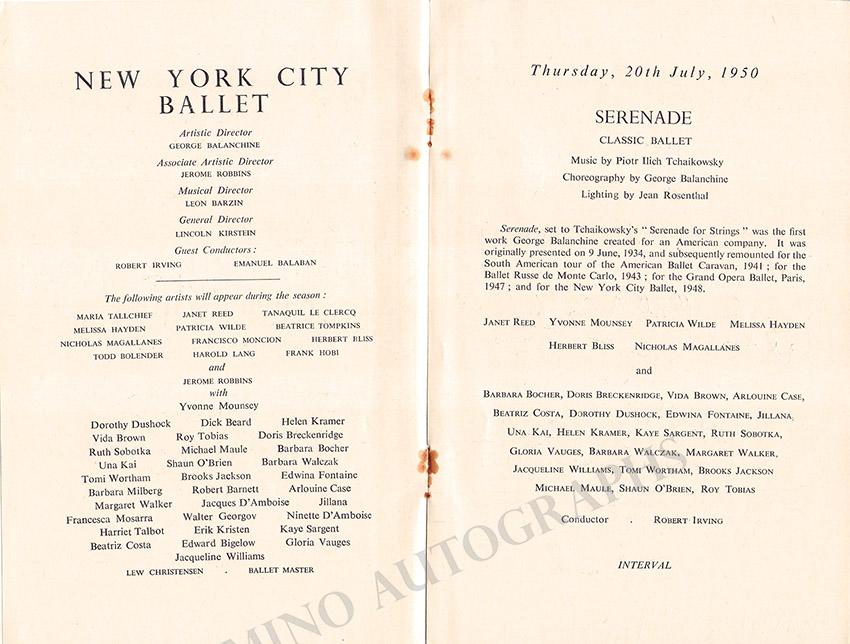 NEW YORK CITY
BALLET
Artistic Director
GEORGE BALANCHINE
Associate Artistic Director
JEROME ROBBINS
Musical Director
LEON BARZIN
General Director
LINCOLN KIRSTEIN
Guest Conductors :
ROBERT IRVING EMANUEL BALABAN
The following artists will appear during the season :
MARIA TALLCHIEF JANET REED TANAQUIL LE CLERCQ
MELISSA HAYDEN PATRICIA WILDE BEATRICE TOMPKINS
NICHOLAS MAGALLANES FRANCISCO MONCION HERBERT BLISS
TODD BOLENDER HAROLD LANG FRANK HOBI
and
JEROME ROBBINS
with
Yvonne Mounsey
Dorothy Dushock Dick Beard Helen Kramer
Vida Brown Roy Tobias Doris Breckenridge
Ruth Sobotka Michael Maule Barbara Bocher
Una Kai Shaun O'Brien Barbara Walczak
Tomi Wortham Brooks Jackson Edwina Fontaine
Barbara Milberg Robert Barnett Arlouine Case
Margaret Walker Jacques D'Amboise Jillana
Francesca Mosarra Walter Georgov Ninette D'Amboise
Harriet Talbot Erik Kristen Kaye Sargent
Beatriz Costa Edward Bigelow Gloria Vauges
Jacqueline Williams
LEW CHRISTENSEN . BALLET MASTER
Thursday, 20th July, 1950
SERENADE
CLASSIC BALLET
Music by Piotr Ilich Tchaikowsky
Choreography by George Balanchine
Lighting by Jean Rosenthal
Serenade, set to Tchaikowsky's " Serenade for Strings " was the first
work George Balanchine created for an American company. It was
originally presented on 9 June, 1934, and subsequently remounted for the
South American tour of the American Ballet Caravan, 1941 ; for the
Ballet Russe de Monte Carlo, 1943 ; for the Grand Opera Ballet, Paris,
1947 ; and for the New York City Ballet, 1948.
JANET REED YVONNE MOUNSEY PATRICIA WILDE MELISSA HAYDEN
HERBERT BLISS NICHOLAS MAGALLANES
and
BARBARA BOCHER, DORIS BRECKENRIDGE, VIDA BROWN, ARLOUINE CASE,
BEATRIZ COSTA, DOROTHY DUSHOCK, EDWINA FONTAINE, JILLANA,
UNA KAI, HELEN KRAMER, KAYE SARGENT, RUTH SOBOTKA,
GLORIA VAUGES, BARBARA WALCZAK, MARGARET WALKER,
JACQUELINE WILLIAMS, TOMI WORTHAM, BROOKS JACKSON
MICHAEL MAULE, SHAUN O'BRIEN, ROY TOBIAS
Conductor . ROBERT IRVING
INTERVAL
MINO AUTOGRAPHS